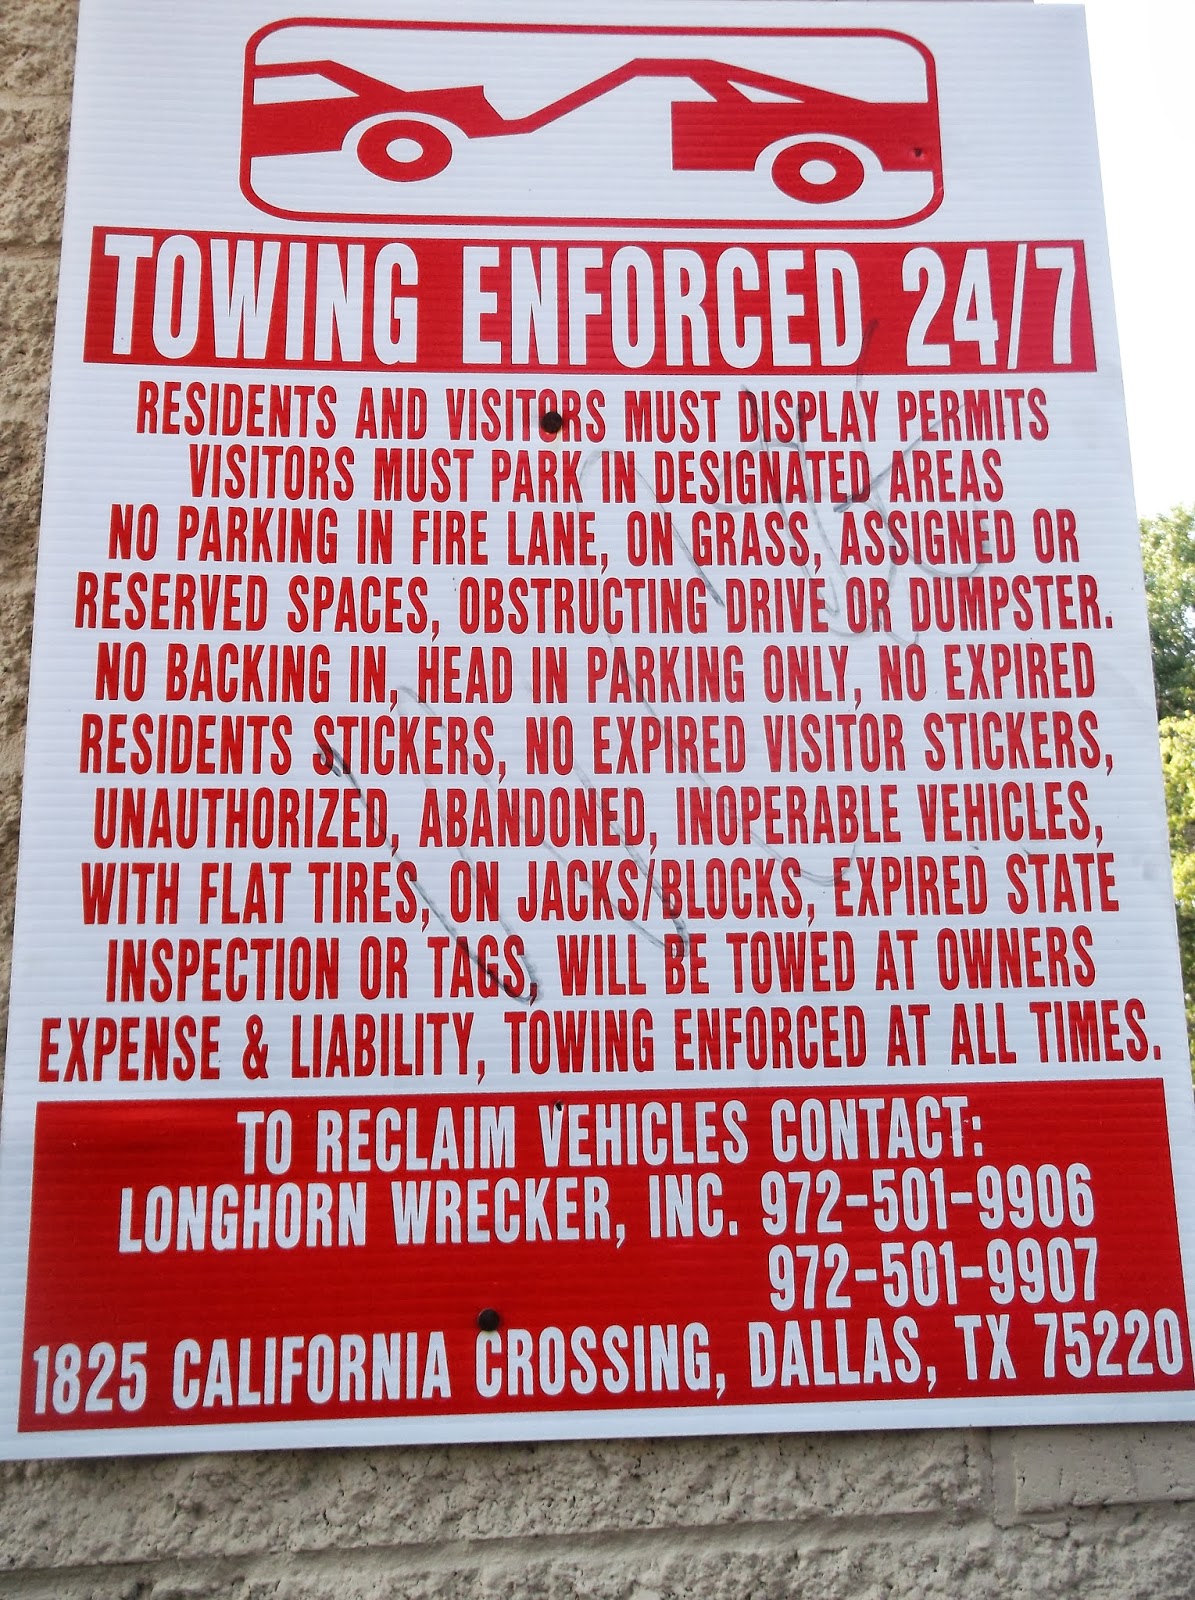 TOWING ENFORCED 24/7
RESIDENTS AND VISITORS MUST DISPLAY PERMITS
VISITORS MUST PARK IN DESIGNATED AREAS
NO PARKING IN FIRE LANE, ON GRASS, ASSIGNED OR
RESERVED SPACES, OBSTRUCTING DRIVE OR DUMPSTER.
NO BACKING IN, HEAD IN PARKING ONLY, NO EXPIRED
RESIDENTS STICKERS, NO EXPIRED VISITOR STICKERS,
UNAUTHORIZED, ABANDONED, INOPERABLE VEHICLES,
WITH FLAT TIRES, ON JACKS/BLOCKS, EXPIRED STATE
INSPECTION OR TAGS, WILL BE TOWED AT OWNERS
EXPENSE & LIABILITY, TOWING ENFORCED AT ALL TIMES.
TO RECLAIM VEHICLES CONTACT:
LONGHORN WRECKER, INC. 972-501-9906
972-501-9907
1825 CALIFORNIA CROSSING, DALLAS, TX 75220